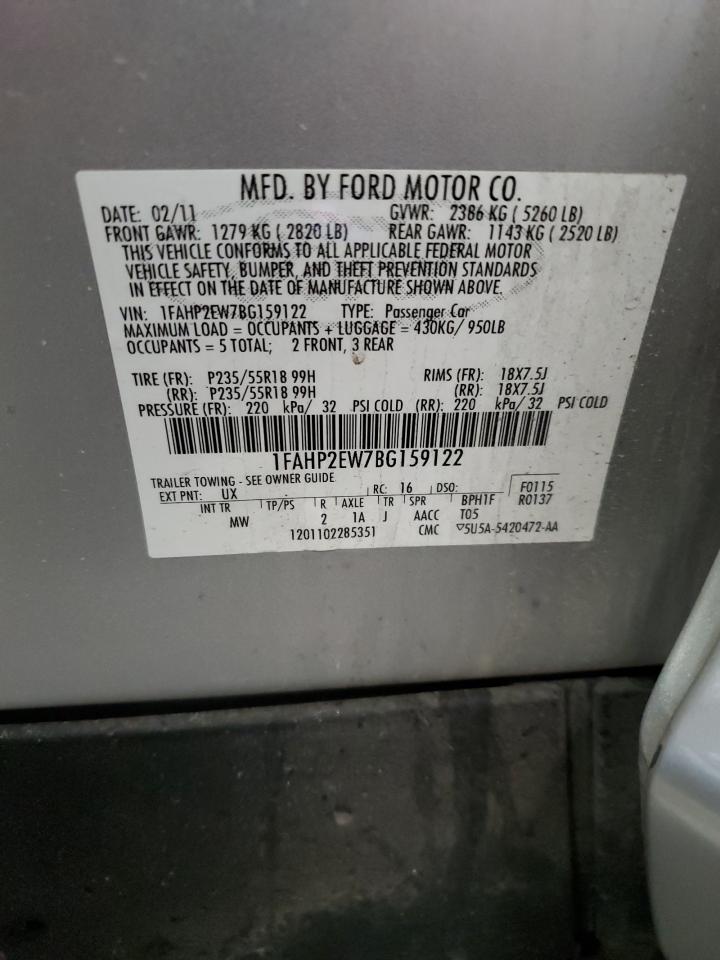 MFD. BY FORD MOTOR CO.
DATE: 02/11 GVWR: 2386 KG ( 5260 LB)
FRONT GAWR: 1279 KG ( 2820 LB) REAR GAWR: 1143 KG ( 2520 LB)
THIS VEHICLE CONFORMS TO ALL APPLICABLE FEDERAL MOTOR
VEHICLE SAFETY, BUMPER, AND THEFT PREVENTION STANDARDS
IN EFFECT ON THE DATE OF MANUFACTURE SHOWN ABOVE.
VIN: 1FAHP2EW7BG159122 TYPE: Passenger Car
MAXIMUM LOAD = OCCUPANTS + LUGGAGE = 430KG/ 950LB
OCCUPANTS = 5 TOTAL; 2 FRONT, 3 REAR
TIRE (FR): P235/55R18 99H RIMS (FR): 18X7.5J
(RR): P235/55R18 99H (RR): 18X7.5J
PRESSURE (FR): 220 kPa/ 32 PSI COLD (RR): 220 kPa/ 32 PSI COLD
1FAHP2EW7BG159122
TRAILER TOWING - SEE OWNER GUIDE
EXT PNT: UX RC: 16 DSO: F0115
INT TR TP/PS R AXLE TR SPR BPH1F R0137
MW 2 1A J AACC T05
1201102285351 CMC ▽5U5A-5420472-AA